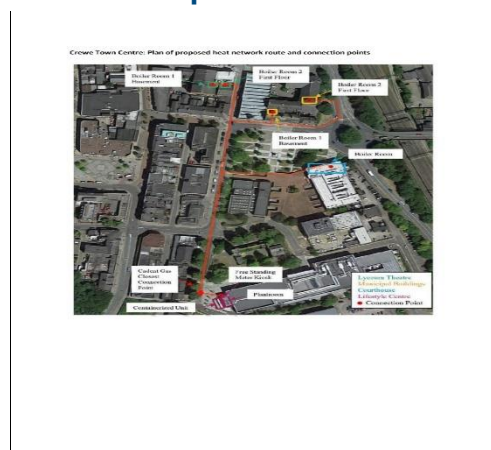 Crewe Town Centre: Plan of proposed heat network route and connection points
Boiler Room 1
Basement
Boiler Room 2
First Floor
Boiler Room 2
First Floor
Boiler Room 1
Basement
Boiler Room
Cadent Gas
Closest
Connection
Point
Free Standing
Meter Kiosk
Plantroom
Containerised Unit
Lyceum Theatre
Municipal Buildings
Courthouse
Lifestyle Centre
Connection Point